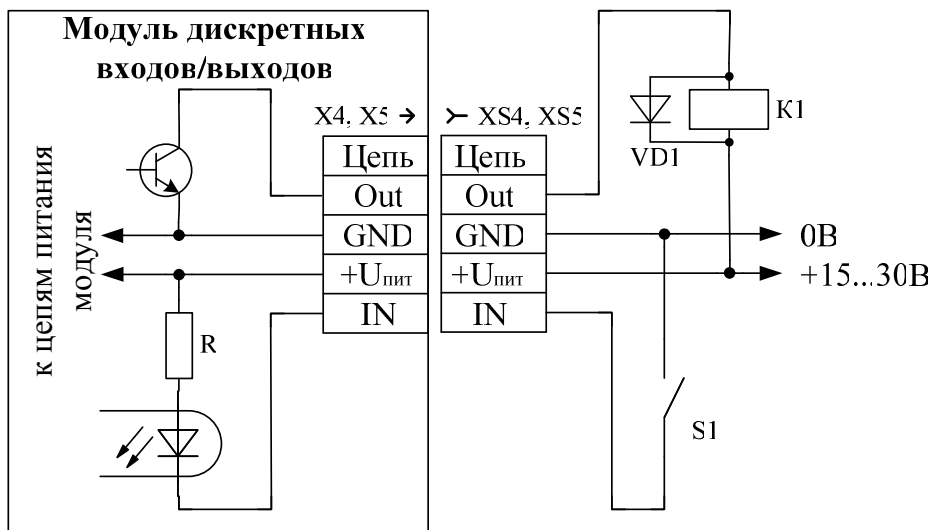 Модуль дискретных
входов/выходов
X4, X5
XS4, XS5
Цепь
Out
GND
+Uпит
IN
Цепь
Out
GND
+Uпит
IN
к цепям питания
модуля
R
VD1
К1
0В
+15...30В
S1